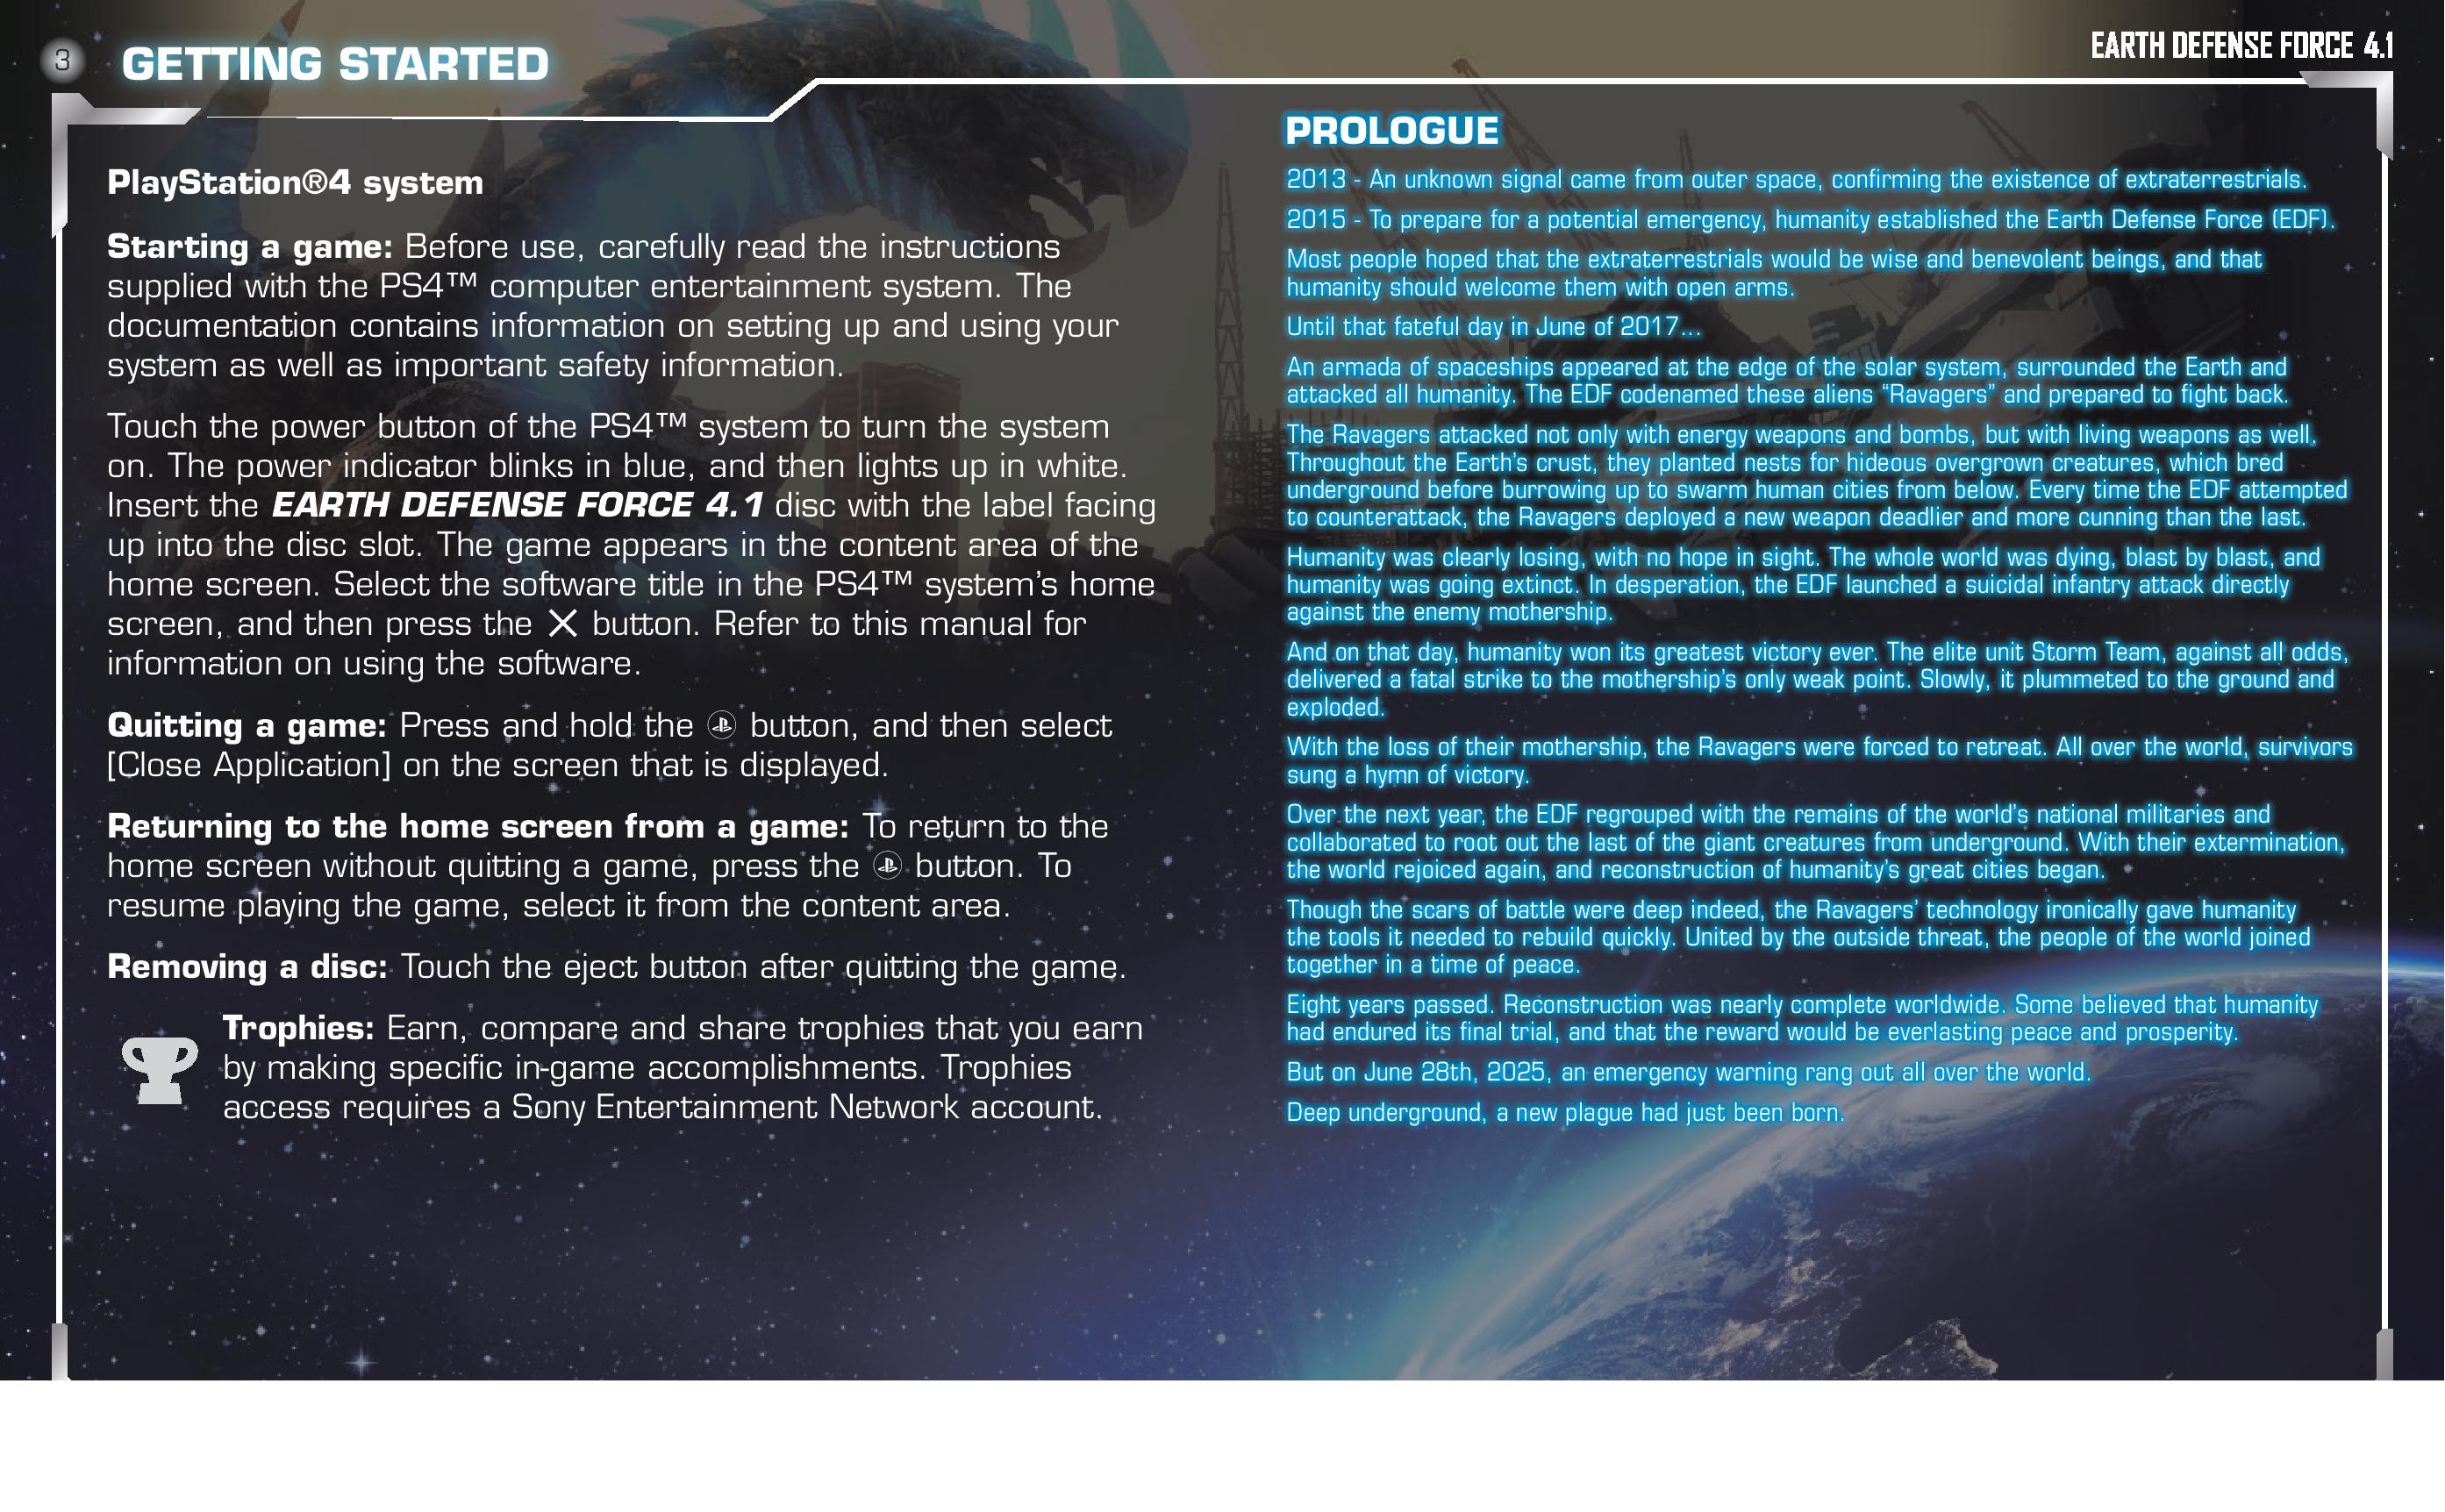 3
GETTING STARTED
EARTH DEFENSE FORCE 4.1
PlayStation®4 system
Starting a game: Before use, carefully read the instructions
supplied with the PS4™ computer entertainment system. The
documentation contains information on setting up and using your
system as well as important safety information.
Touch the power button of the PS4™ system to turn the system
on. The power indicator blinks in blue, and then lights up in white.
Insert the EARTH DEFENSE FORCE 4.1 disc with the label facing
up into the disc slot. The game appears in the content area of the
home screen. Select the software title in the PS4™ system's home
screen, and then press the ✕ button. Refer to this manual for
information on using the software.
Quitting a game: Press and hold the button, and then select
[Close Application] on the screen that is displayed.
Returning to the home screen from a game: To return to the
home screen without quitting a game, press the button. To
resume playing the game, select it from the content area.
Removing a disc: Touch the eject button after quitting the game.
Trophies: Earn, compare and share trophies that you earn
by making specific in-game accomplishments. Trophies
access requires a Sony Entertainment Network account.
PROLOGUE
2013 - An unknown signal came from outer space, confirming the existence of extraterrestrials.
2015 - To prepare for a potential emergency, humanity established the Earth Defense Force (EDF).
Most people hoped that the extraterrestrials would be wise and benevolent beings, and that
humanity should welcome them with open arms.
Until that fateful day in June of 2017...
An armada of spaceships appeared at the edge of the solar system, surrounded the Earth and
attacked all humanity. The EDF codenamed these aliens “Ravagers” and prepared to fight back.
The Ravagers attacked not only with energy weapons and bombs, but with living weapons as well.
Throughout the Earth's crust, they planted nests for hideous overgrown creatures, which bred
underground before burrowing up to swarm human cities from below. Every time the EDF attempted
to counterattack, the Ravagers deployed a new weapon deadlier and more cunning than the last.
Humanity was clearly losing, with no hope in sight. The whole world was dying, blast by blast, and
humanity was going extinct. In desperation, the EDF launched a suicidal infantry attack directly
against the enemy mothership.
And on that day, humanity won its greatest victory ever. The elite unit Storm Team, against all odds,
delivered a fatal strike to the mothership's only weak point. Slowly, it plummeted to the ground and
exploded.
With the loss of their mothership, the Ravagers were forced to retreat. All over the world, survivors
sung a hymn of victory.
Over the next year, the EDF regrouped with the remains of the world's national militaries and
collaborated to root out the last of the giant creatures from underground. With their extermination,
the world rejoiced again, and reconstruction of humanity's great cities began.
Though the scars of battle were deep indeed, the Ravagers' technology ironically gave humanity
the tools it needed to rebuild quickly. United by the outside threat, the people of the world joined
together in a time of peace.
Eight years passed. Reconstruction was nearly complete worldwide. Some believed that humanity
had endured its final trial, and that the reward would be everlasting peace and prosperity.
But on June 28th, 2025, an emergency warning rang out all over the world.
Deep underground, a new plague had just been born.